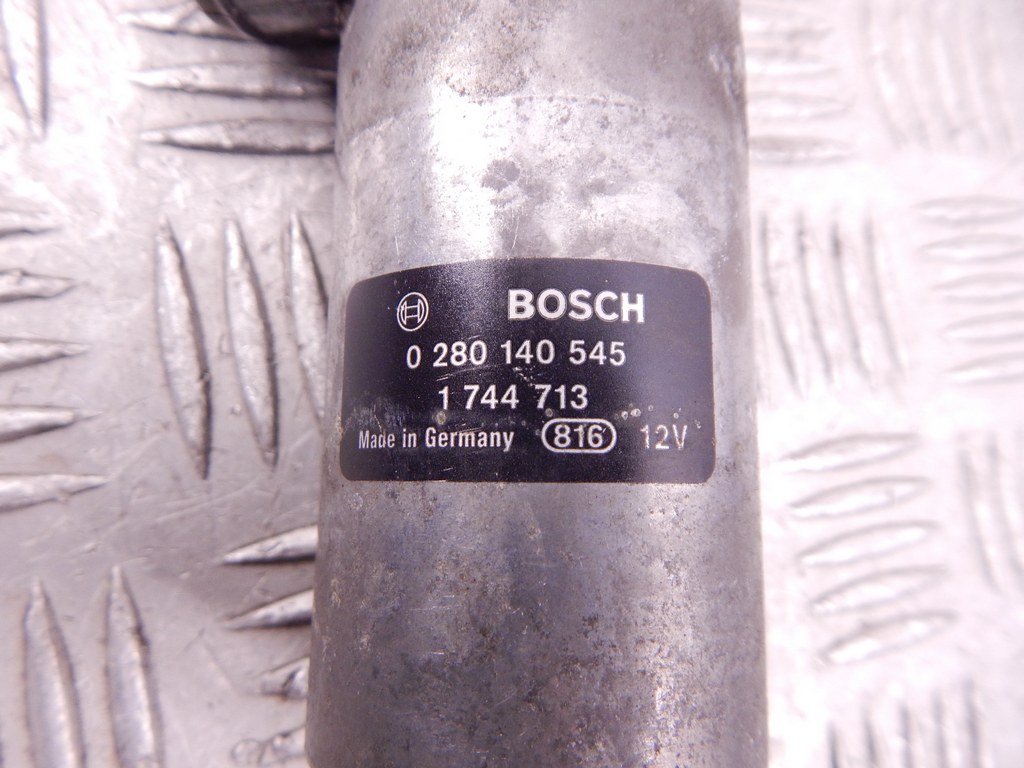 BOSCH
0 280 140 545
1 744 713
Made in Germany 816 12V